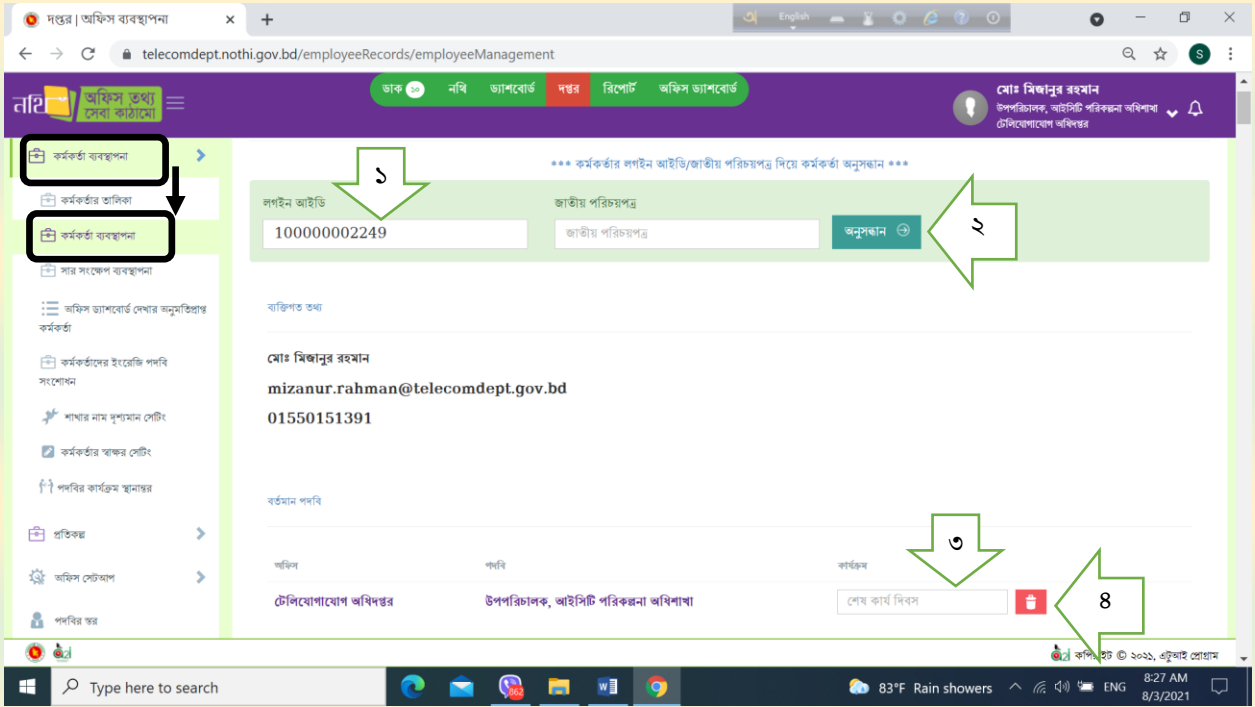 দপ্তর | অফিস ব্যবস্থাপনা
English
telecomdept.nothi.gov.bd/employeeRecords/employeeManagement
S
নথি অফিস তথ্য
সেবা কাঠামো
ডাক ১০ নথি ড্যাশবোর্ড দপ্তর রিপোর্ট অফিস ড্যাশবোর্ড
মোঃ মিজানুর রহমান
উপপরিচালক, আইসিটি পরিকল্পনা অধিশাখা
টেলিযোগাযোগ অধিদপ্তর
কর্মকর্তা ব্যবস্থাপনা
কর্মকর্তার তালিকা
কর্মকর্তা ব্যবস্থাপনা
সার সংক্ষেপ ব্যবস্থাপনা
অফিস ড্যাশবোর্ড দেখার অনুমতিপ্রাপ্ত
কর্মকর্তা
কর্মকর্তাদের ইংরেজি পদবি
সংশোধন
শাখার নাম দৃশ্যমান সেটিং
কর্মকর্তার স্বাক্ষর সেটিং
পদবির কার্যক্রম স্থানান্তর
প্রতিকল্প
অফিস সেটআপ
পদবির স্তর
*** কর্মকর্তার লগইন আইডি/জাতীয় পরিচয়পত্র দিয়ে কর্মকর্তা অনুসন্ধান ***
১
লগইন আইডি জাতীয় পরিচয়পত্র
100000002249 জাতীয় পরিচয়পত্র অনুসন্ধান
২
ব্যক্তিগত তথ্য
মোঃ মিজানুর রহমান
mizanur.rahman@telecomdept.gov.bd
01550151391
বর্তমান পদবি
৩
অফিস পদবি কার্যক্রম
টেলিযোগাযোগ অধিদপ্তর উপপরিচালক, আইসিটি পরিকল্পনা অধিশাখা শেষ কার্য দিবস
৪
a2i
a2i কপিরাইট © ২০২১, এটুআই প্রোগ্রাম
Type here to search
862
83°F Rain showers
ENG
8:27 AM
8/3/2021